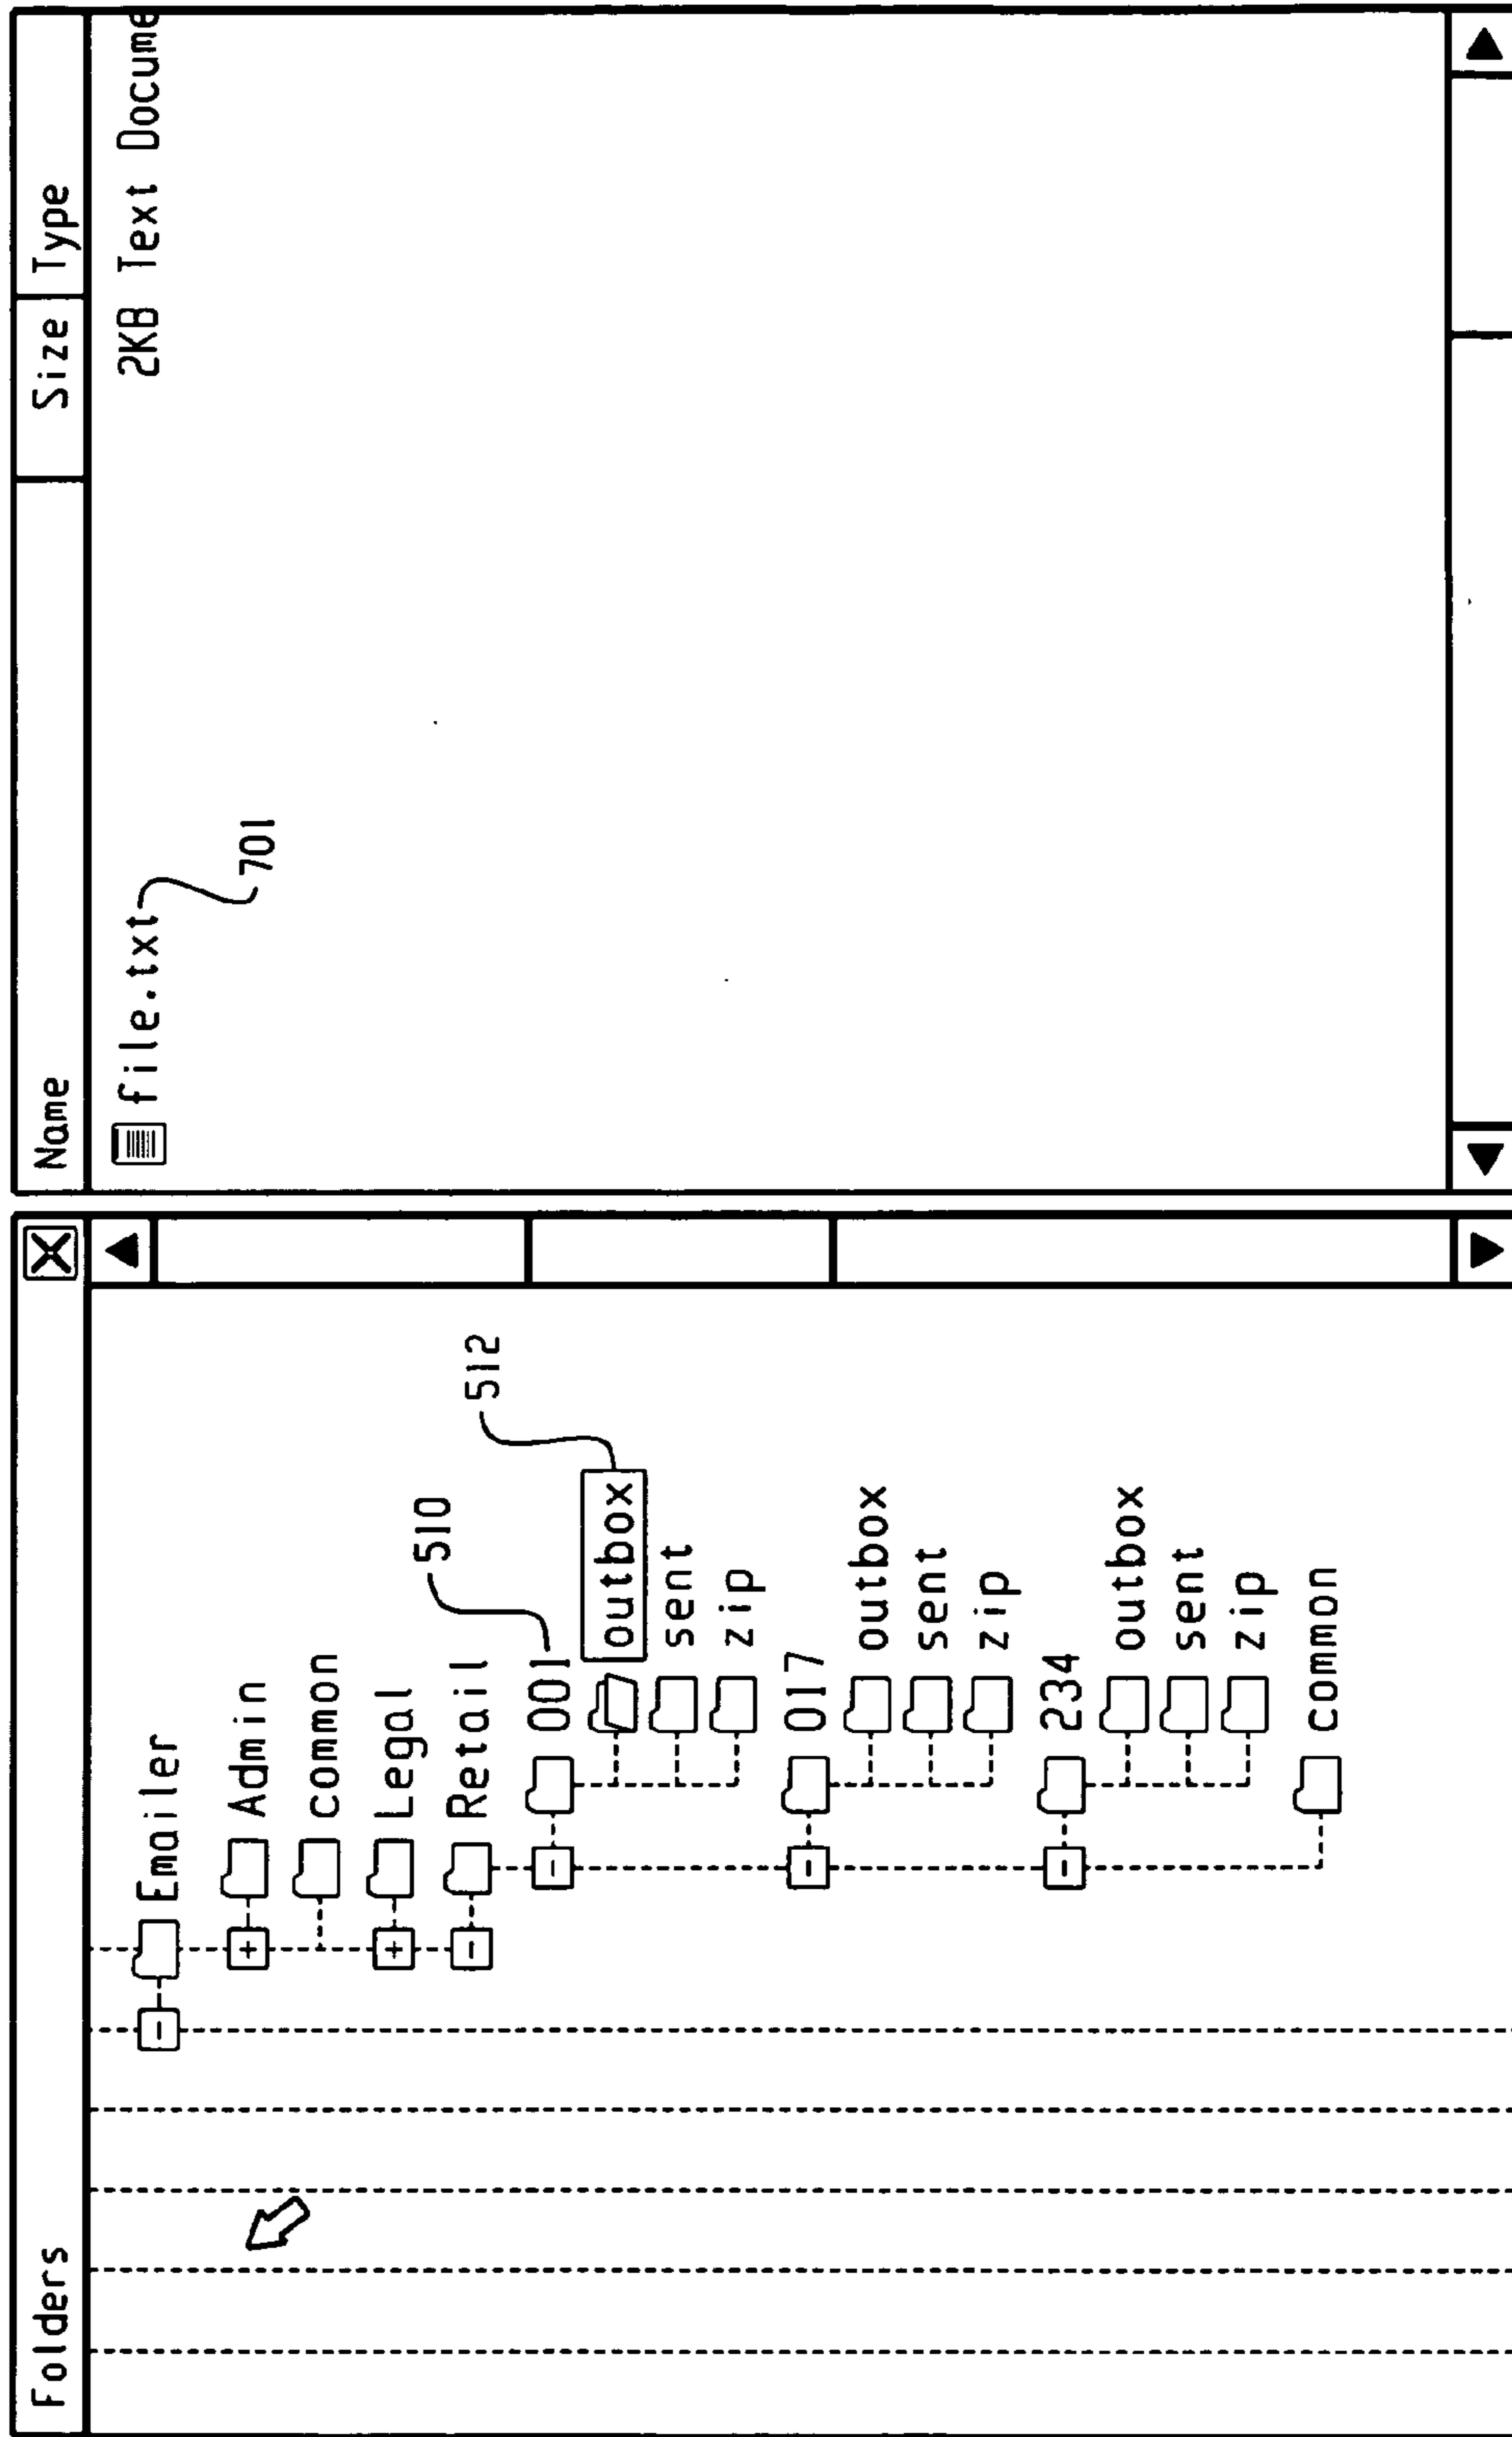 Folders
Emailer
Admin
common
Legal
Retail
510
001
512
outbox
sent
zip
017
outbox
sent
zip
234
outbox
sent
zip
common
Name Size Type
file.txt 2KB Text Docume
701